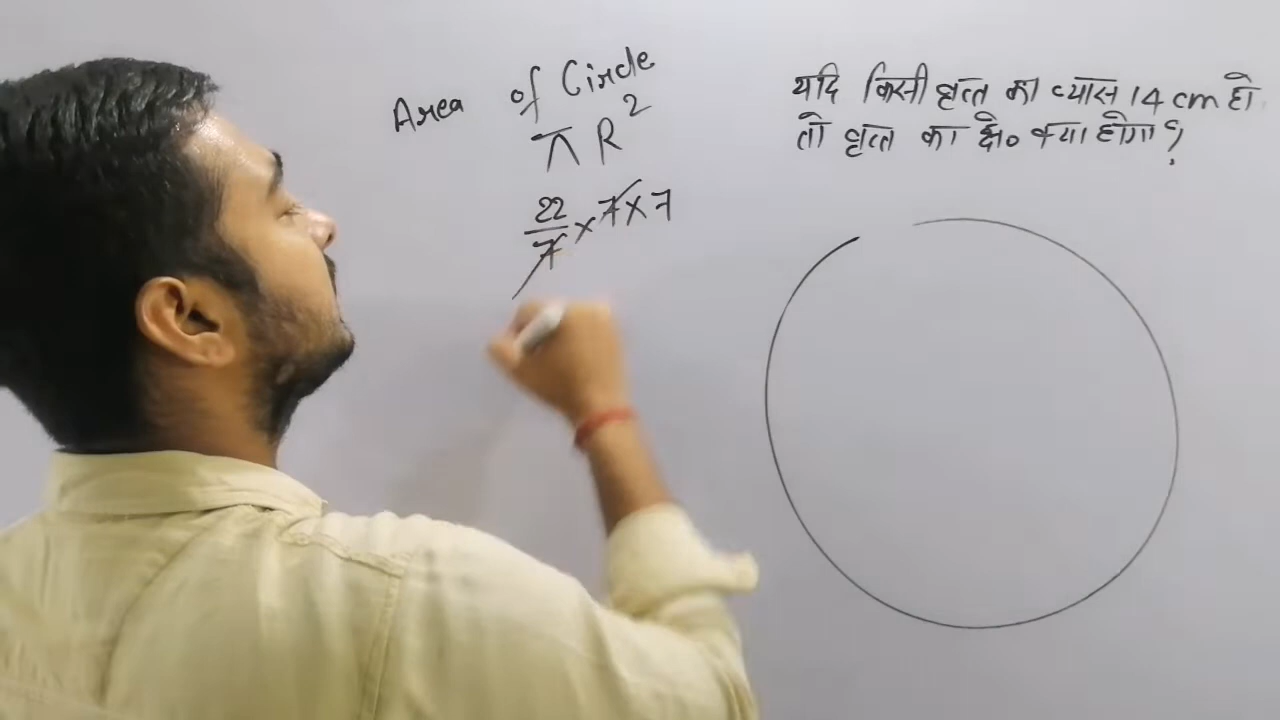 Area of Circle
π R²
22/7 × 7 × 7
यदि किसी वृत्त का व्यास 14 cm हो
तो वृत्त का क्षे० क्या होगा ?